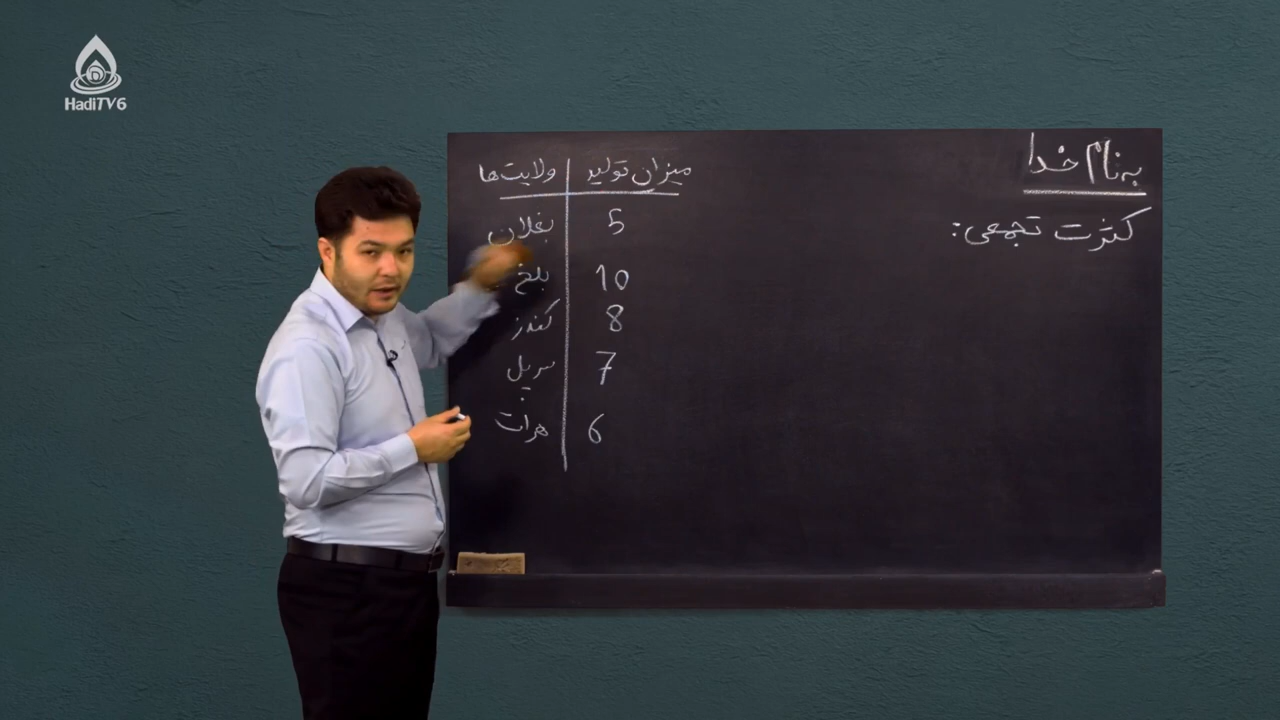 HadiTV6
به نام خدا
کثرت تجمعی:
میزان تولید ولایت‌ها
5 بغلان
10 بلخ
8 کندز
7 سرپل
6 هرات